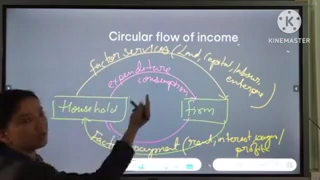 Circular flow of income
KINEMASTER
Factor services (Land, Capital, labour,
enterprise)
expenditure
consumption
Household
firm
Factor payment (rent, interest, wages/
profit)